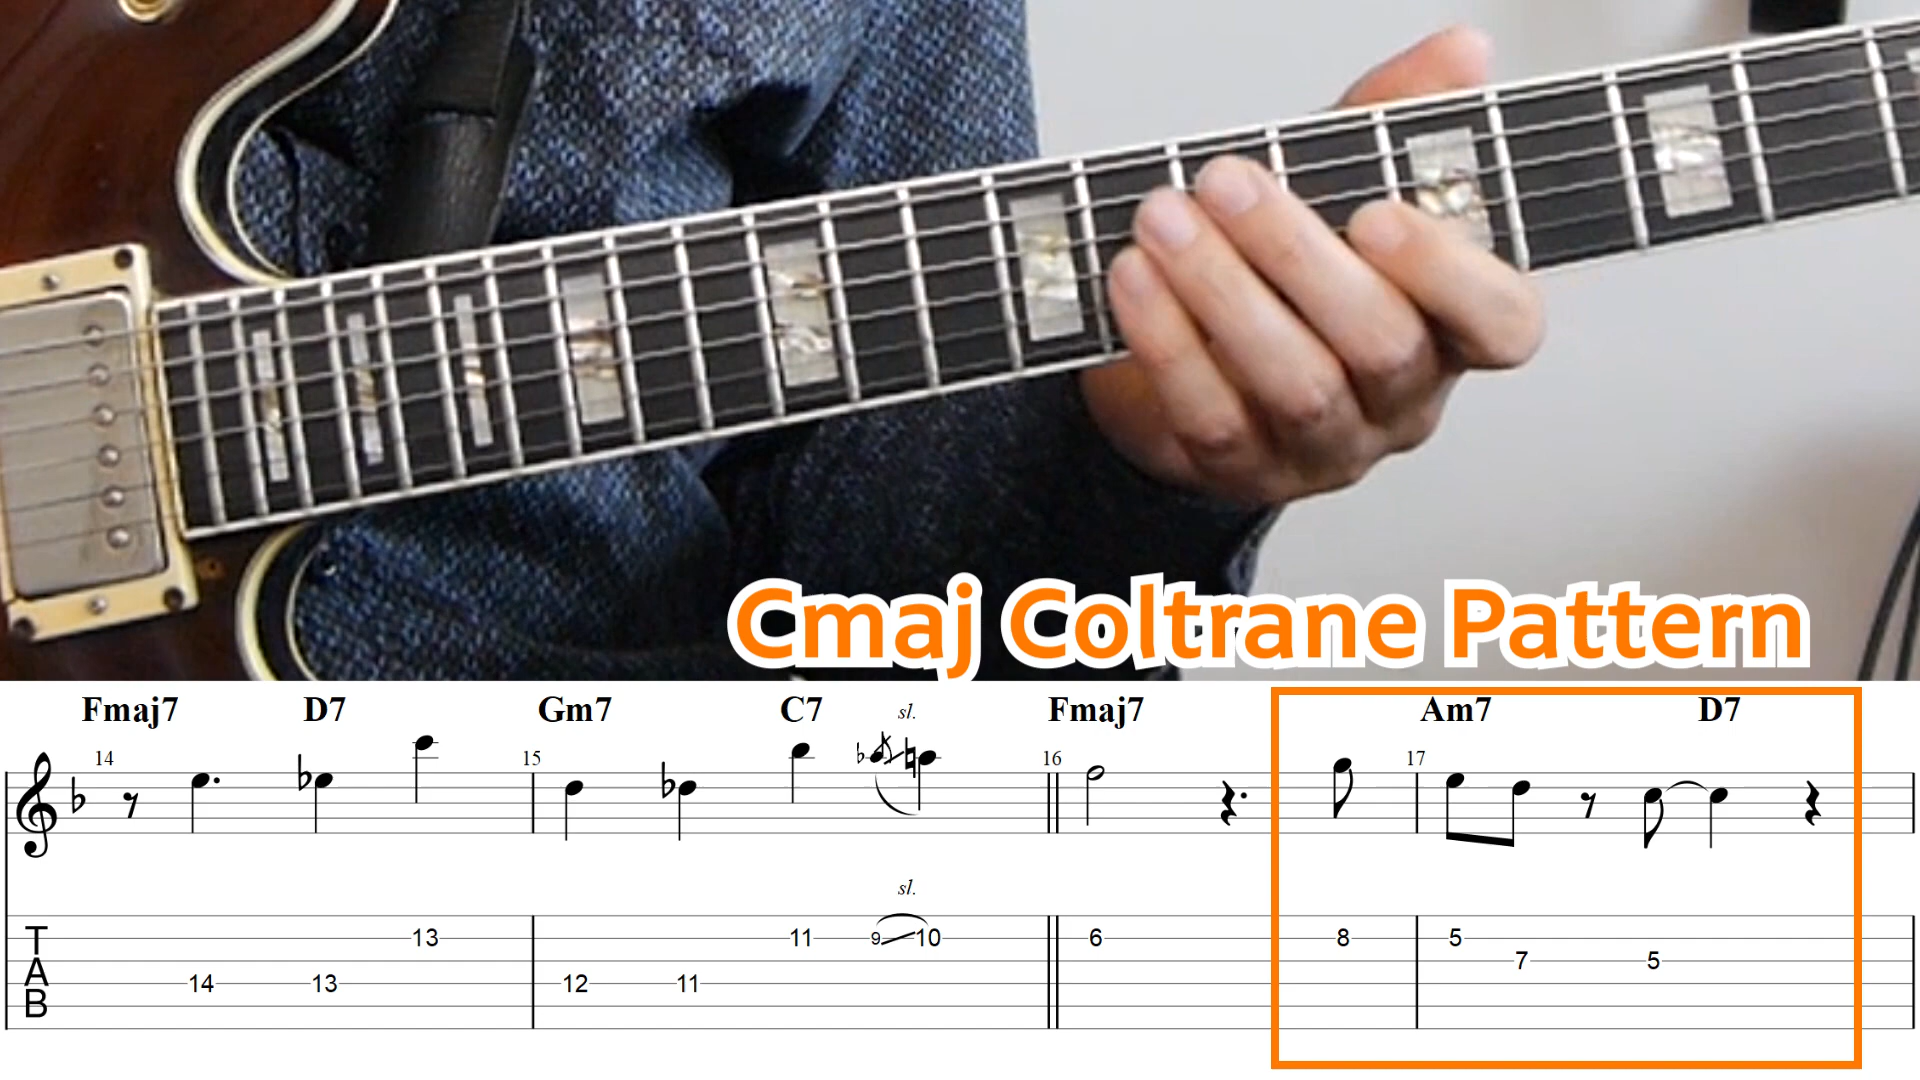 Cmaj Coltrane Pattern
Fmaj7 D7 Gm7 C7 Fmaj7 Am7 D7
sl.
14 15 16 17
sl.
T 13 11 9 10 6 8 5
7 5
A 14 13 12 11
B